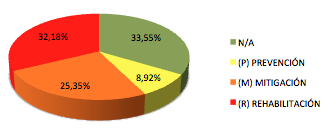 32,18%
33,55%
8,92%
25,35%
N/A
(P) PREVENCIÓN
(M) MITIGACIÓN
(R) REHABILITACIÓN